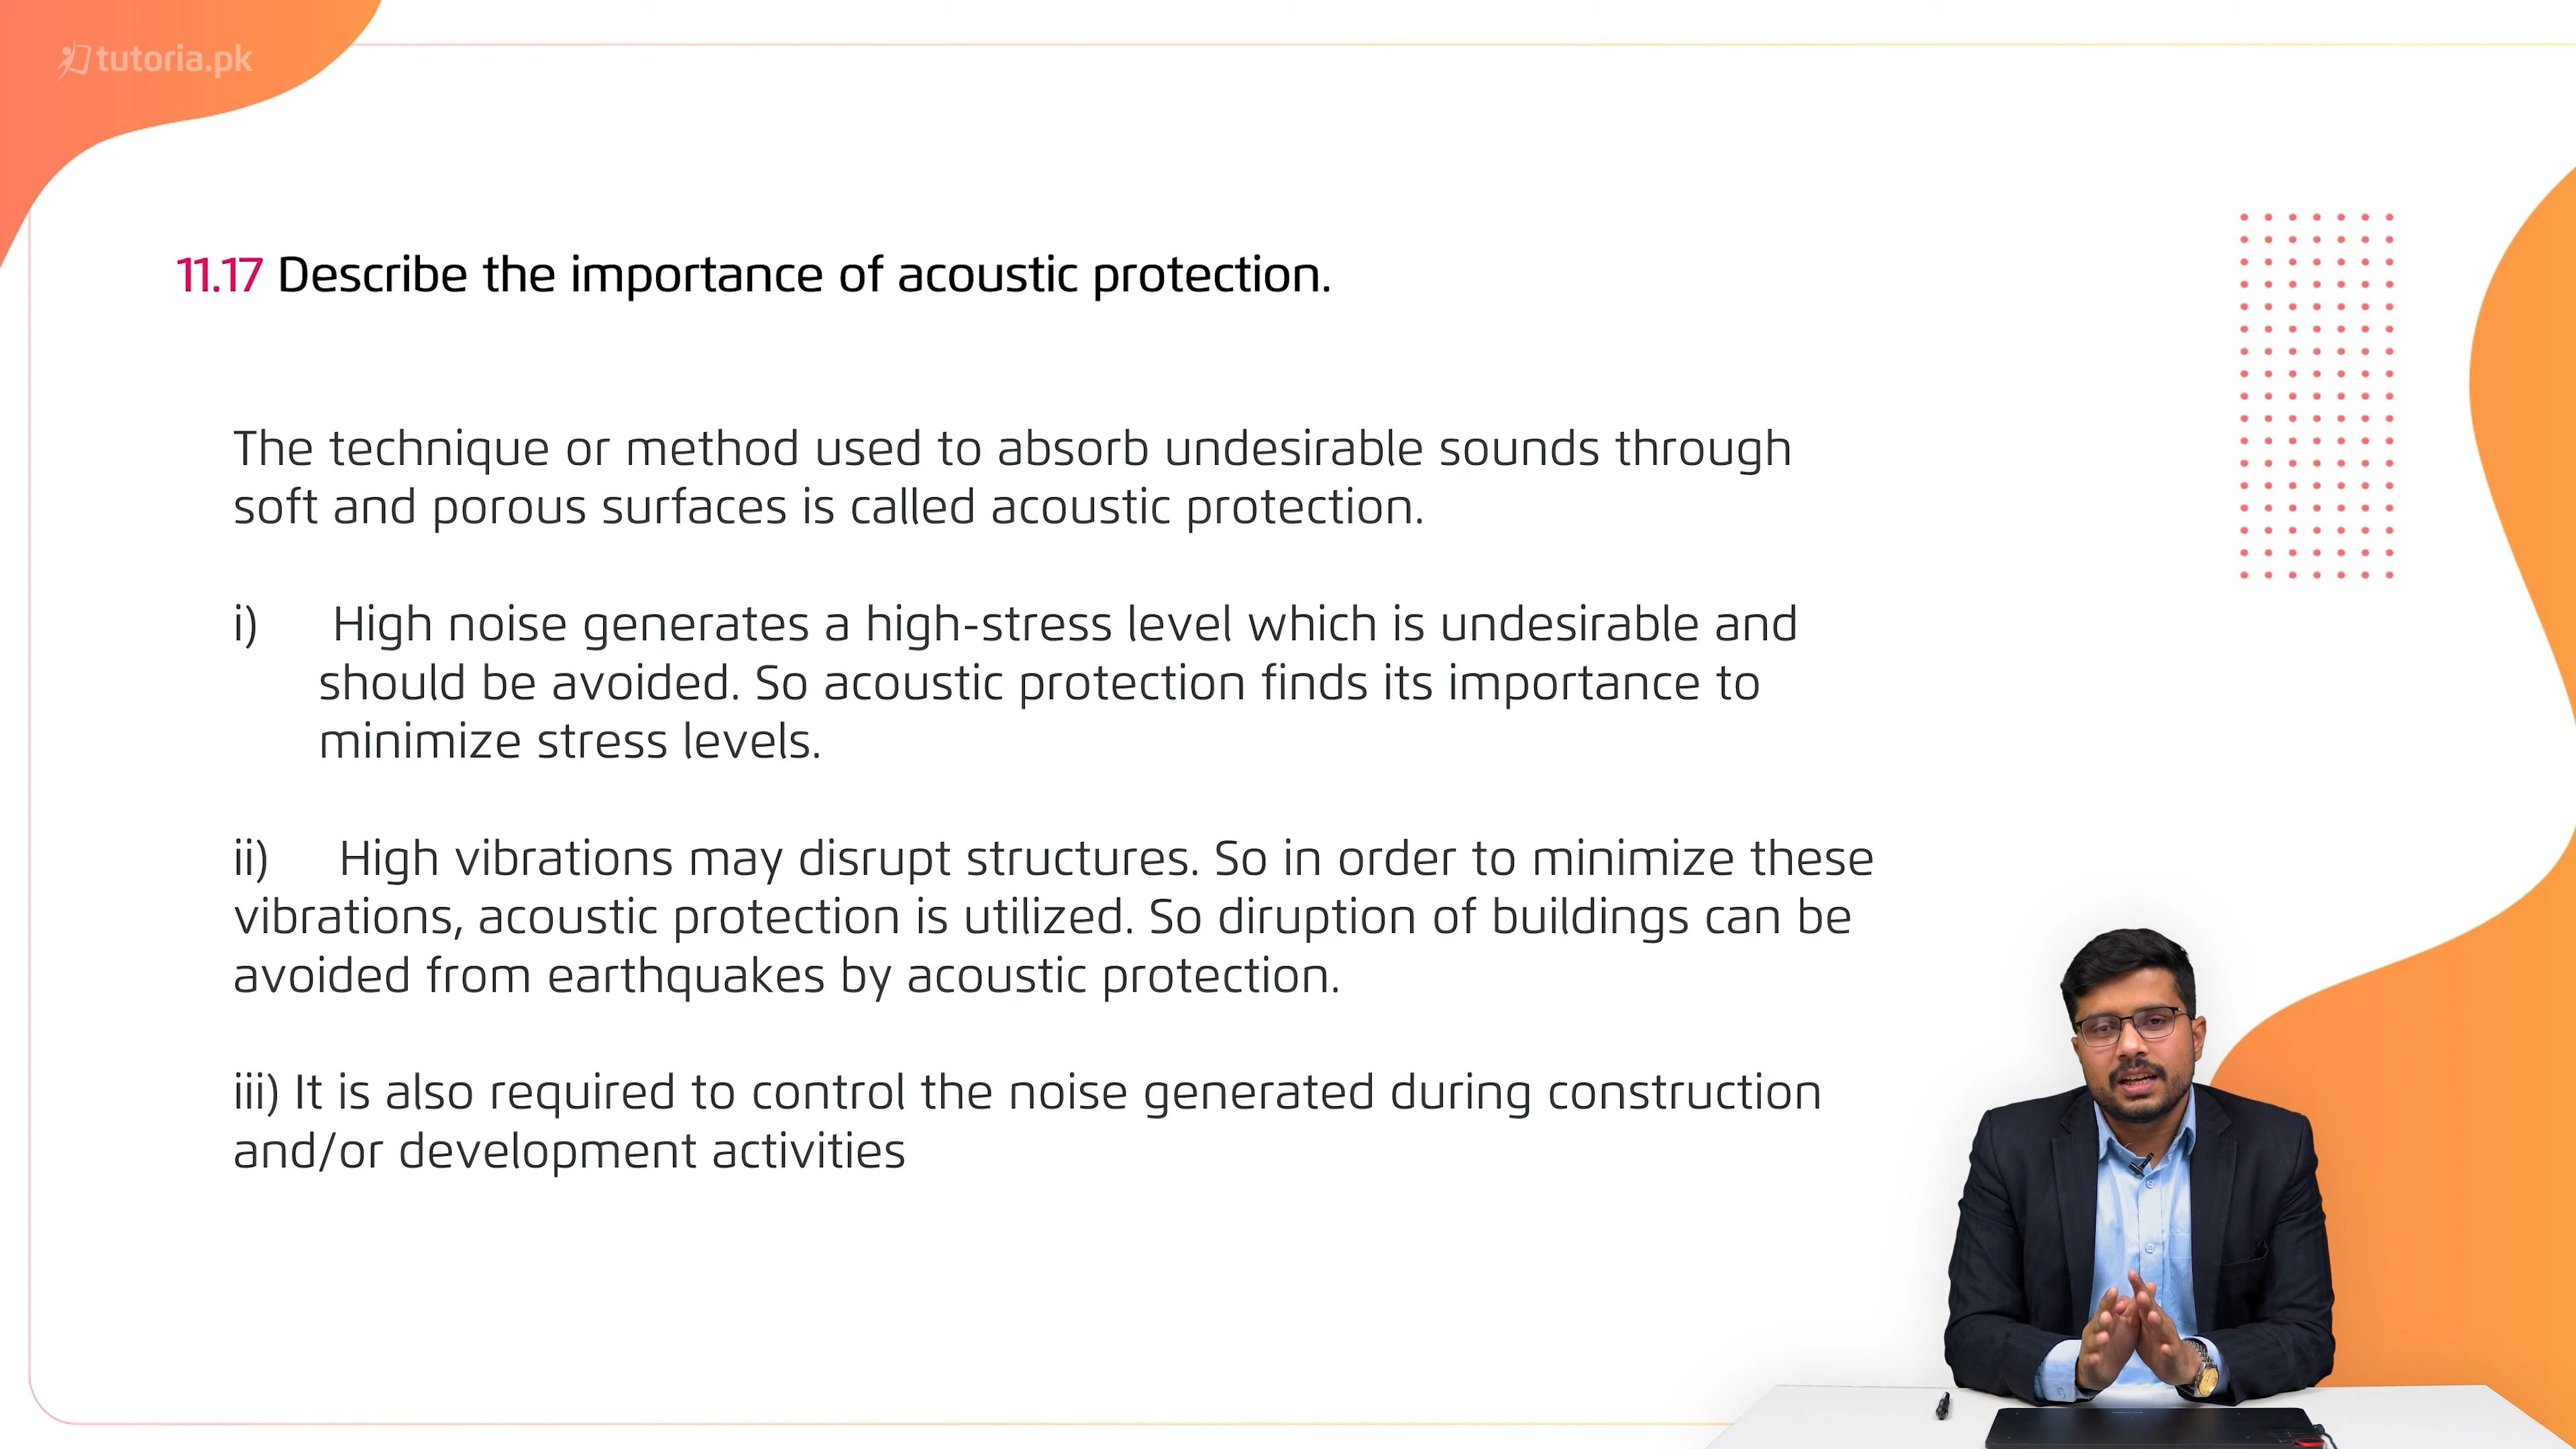 tutoria.pk
11.17 Describe the importance of acoustic protection.
The technique or method used to absorb undesirable sounds through
soft and porous surfaces is called acoustic protection.
i) High noise generates a high-stress level which is undesirable and
should be avoided. So acoustic protection finds its importance to
minimize stress levels.
ii) High vibrations may disrupt structures. So in order to minimize these
vibrations, acoustic protection is utilized. So diruption of buildings can be
avoided from earthquakes by acoustic protection.
iii) It is also required to control the noise generated during construction
and/or development activities